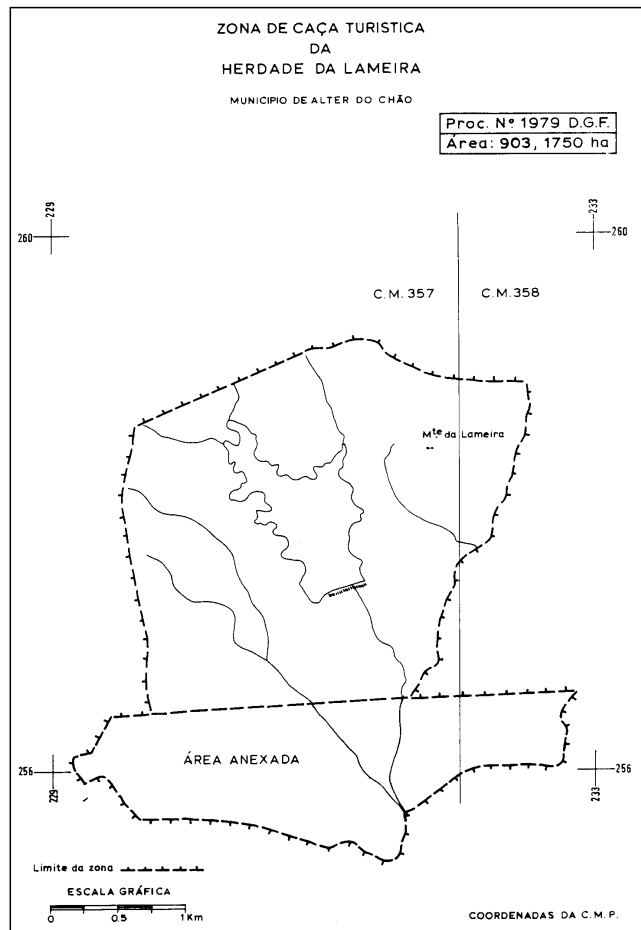 ZONA DE CAÇA TURISTICA
DA
HERDADE DA LAMEIRA
MUNICIPIO DE ALTER DO CHÃO
Proc. Nº 1979 D.G.F.
Área: 903, 1750 ha
229
233
260
260
C.M. 357
C.M. 358
Mte da Lameira
ÁREA ANEXADA
256
256
229
233
Limite da zona
ESCALA GRÁFICA
0 0.5 1Km
COORDENADAS DA C.M.P.